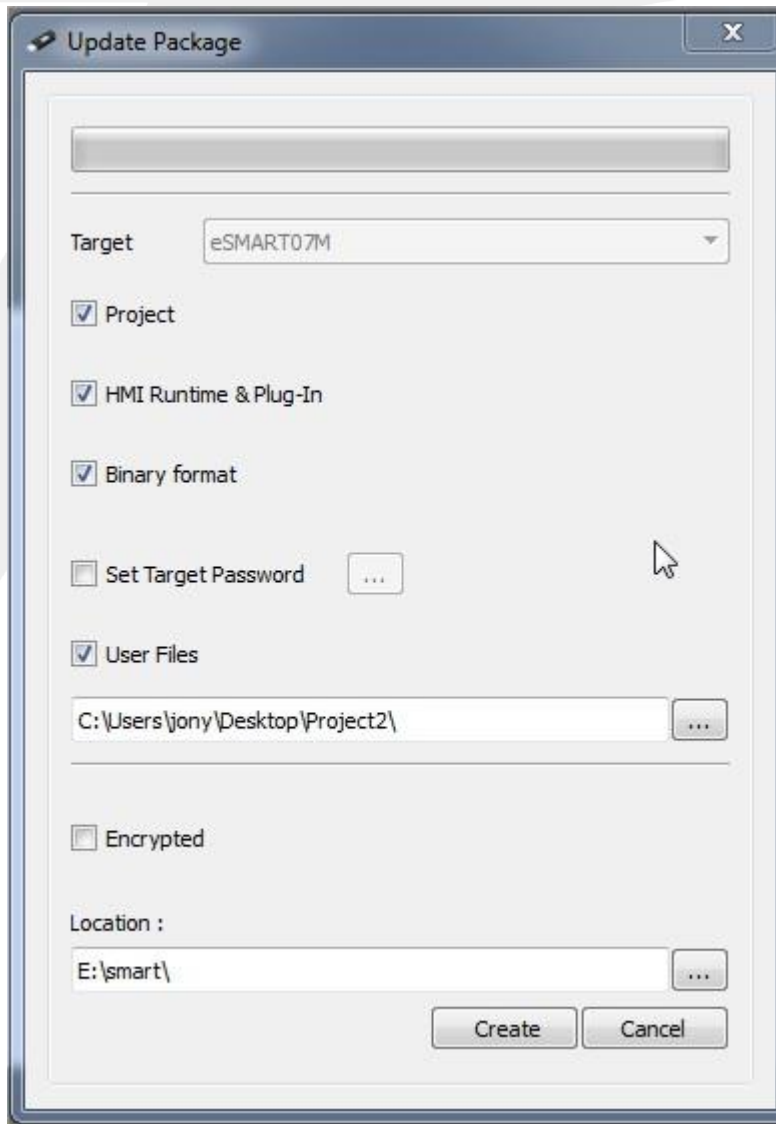 Update Package
Target eSMART07M
Project
HMI Runtime & Plug-In
Binary format
Set Target Password ...
User Files
C:\Users\jony\Desktop\Project2\ ...
Encrypted
Location :
E:\smart\ ...
Create Cancel